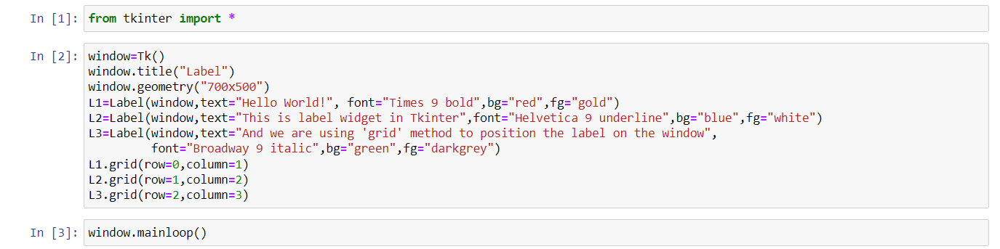 In [1]: from tkinter import *
In [2]: window=Tk()
window.title("Label")
window.geometry("700x500")
L1=Label(window,text="Hello World!", font="Times 9 bold",bg="red",fg="gold")
L2=Label(window,text="This is label widget in Tkinter",font="Helvetica 9 underline",bg="blue",fg="white")
L3=Label(window,text="And we are using 'grid' method to position the label on the window",
font="Broadway 9 italic",bg="green",fg="darkgrey")
L1.grid(row=0,column=1)
L2.grid(row=1,column=2)
L3.grid(row=2,column=3)
In [3]: window.mainloop()